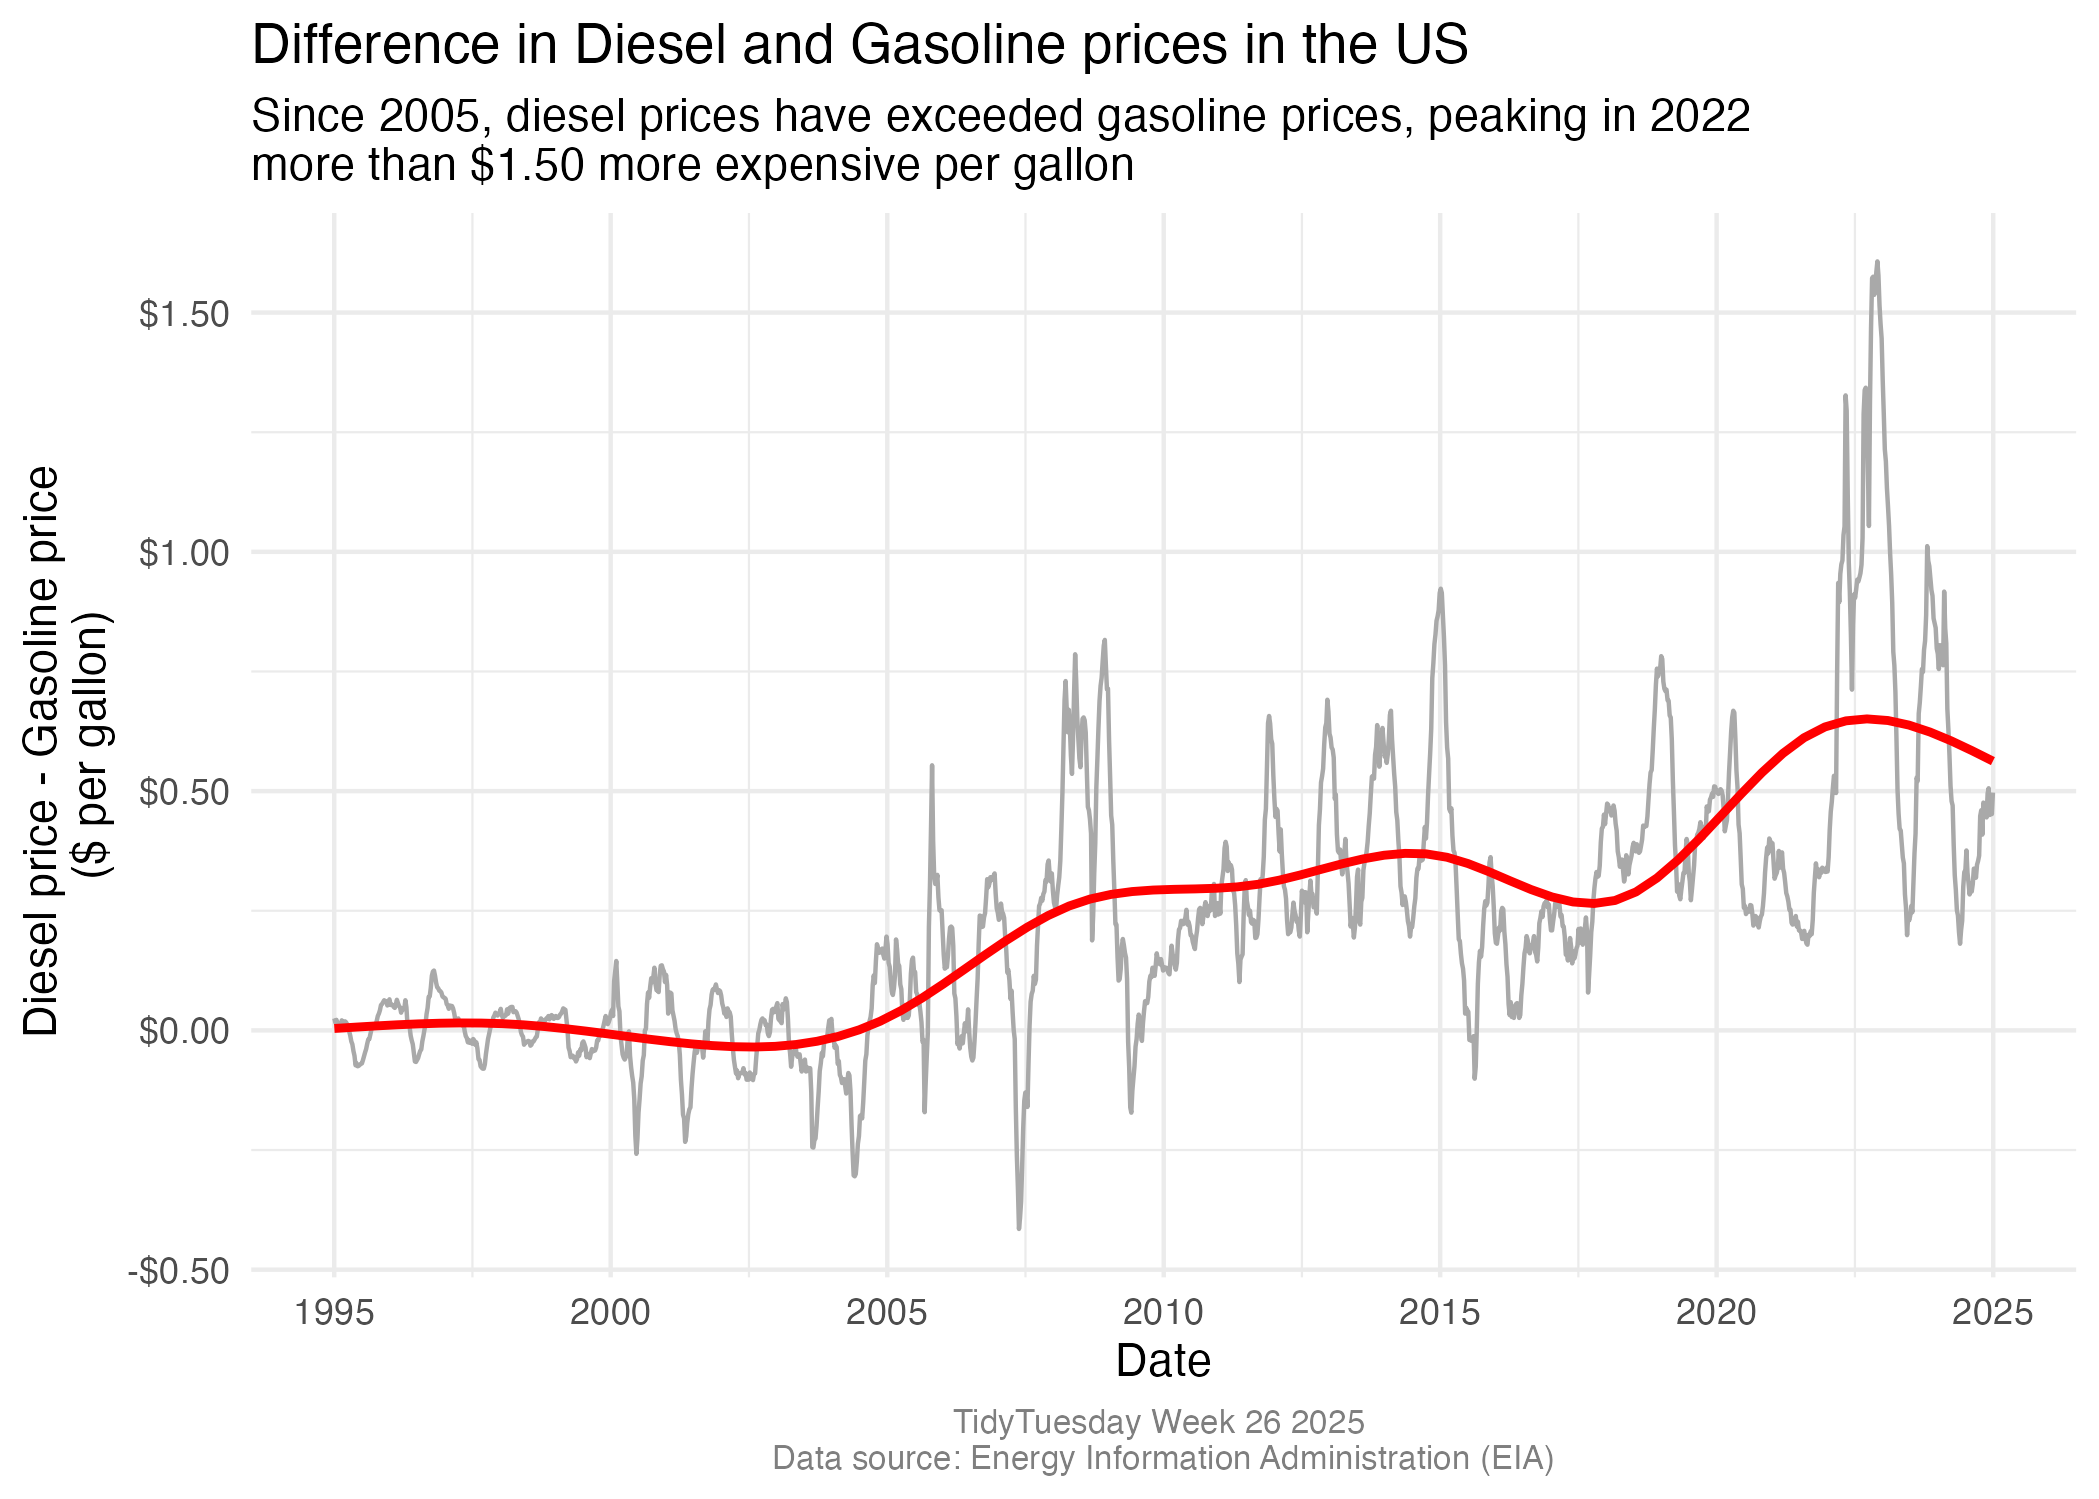 Difference in Diesel and Gasoline prices in the US
Since 2005, diesel prices have exceeded gasoline prices, peaking in 2022
more than $1.50 more expensive per gallon
Diesel price - Gasoline price
($ per gallon)
$1.50
$1.00
$0.50
$0.00
-$0.50
1995
2000
2005
2010
2015
2020
2025
Date
TidyTuesday Week 26 2025
Data source: Energy Information Administration (EIA)